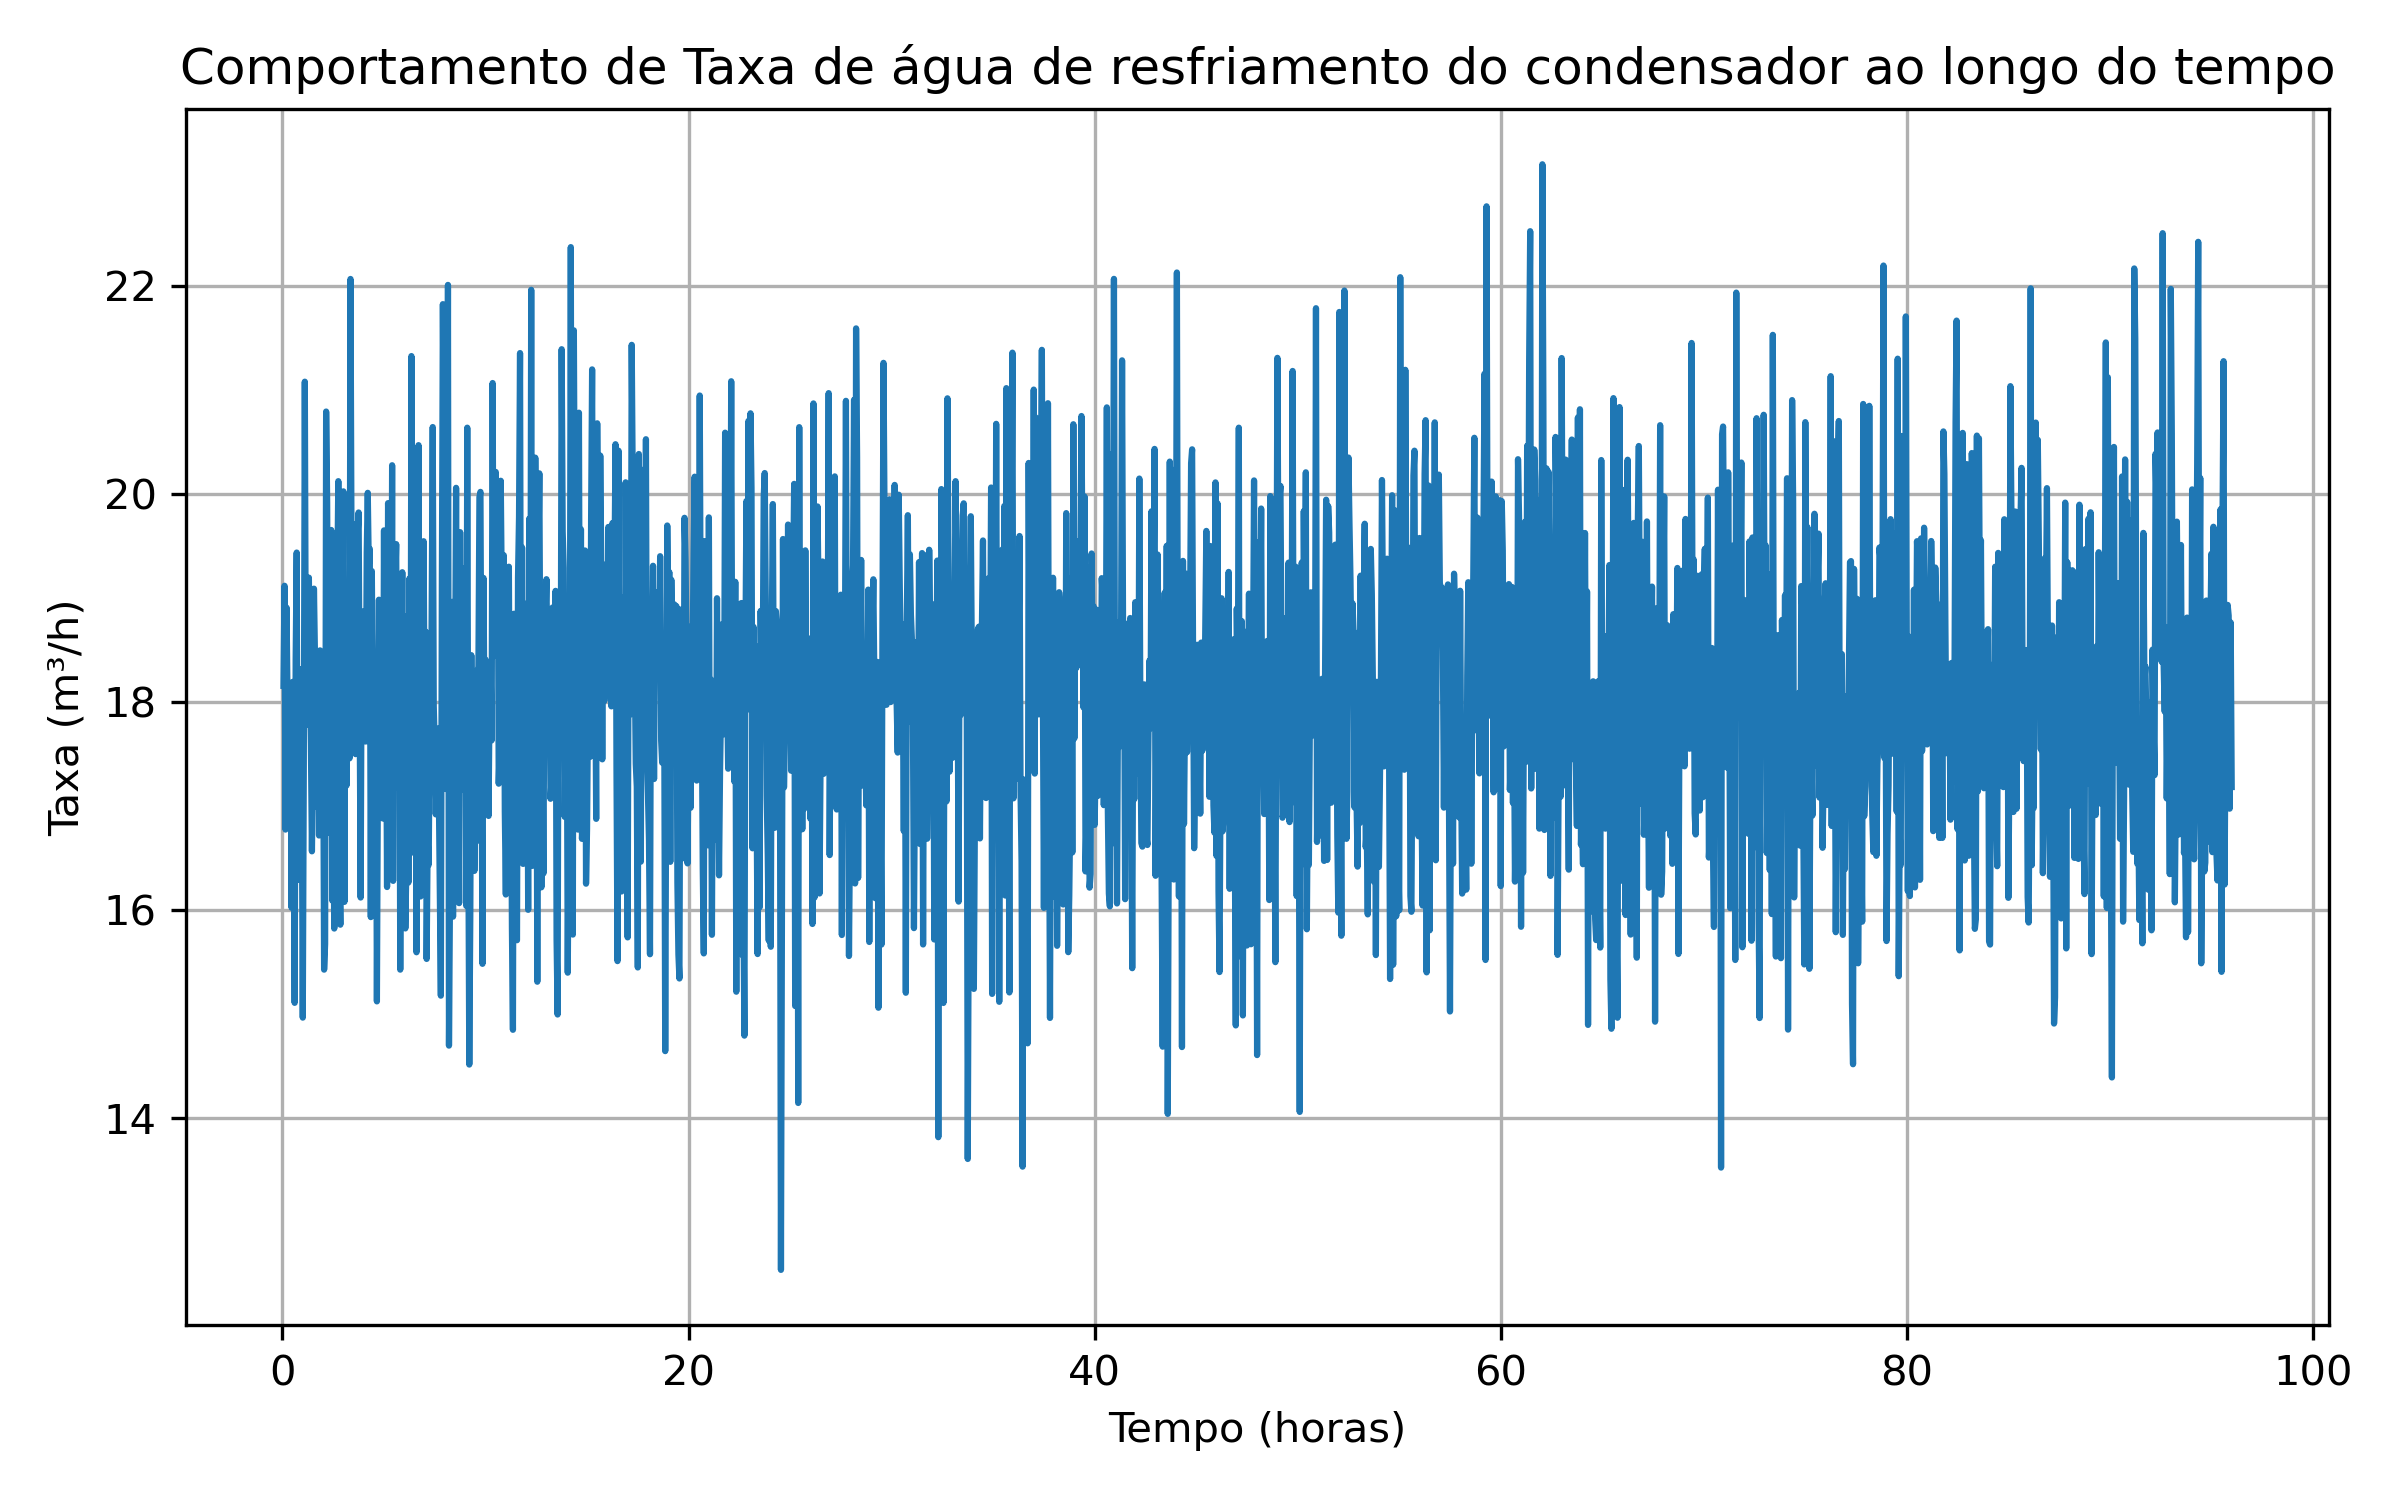 Comportamento de Taxa de água de resfriamento do condensador ao longo do tempo
22
20
18
16
14
Taxa (m³/h)
0 20 40 60 80 100
Tempo (horas)